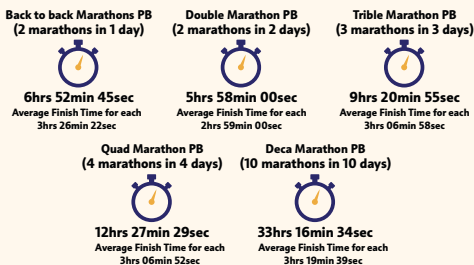 Back to back Marathons PB
(2 marathons in 1 day)
6hrs 52min 45sec
Average Finish Time for each
3hrs 26min 22sec
Double Marathon PB
(2 marathons in 2 days)
5hrs 58min 00sec
Average Finish Time for each
2hrs 59min 00sec
Trible Marathon PB
(3 marathons in 3 days)
9hrs 20min 55sec
Average Finish Time for each
3hrs 06min 58sec
Quad Marathon PB
(4 marathons in 4 days)
12hrs 27min 29sec
Average Finish Time for each
3hrs 06min 52sec
Deca Marathon PB
(10 marathons in 10 days)
33hrs 16min 34sec
Average Finish Time for each
3hrs 19min 39sec